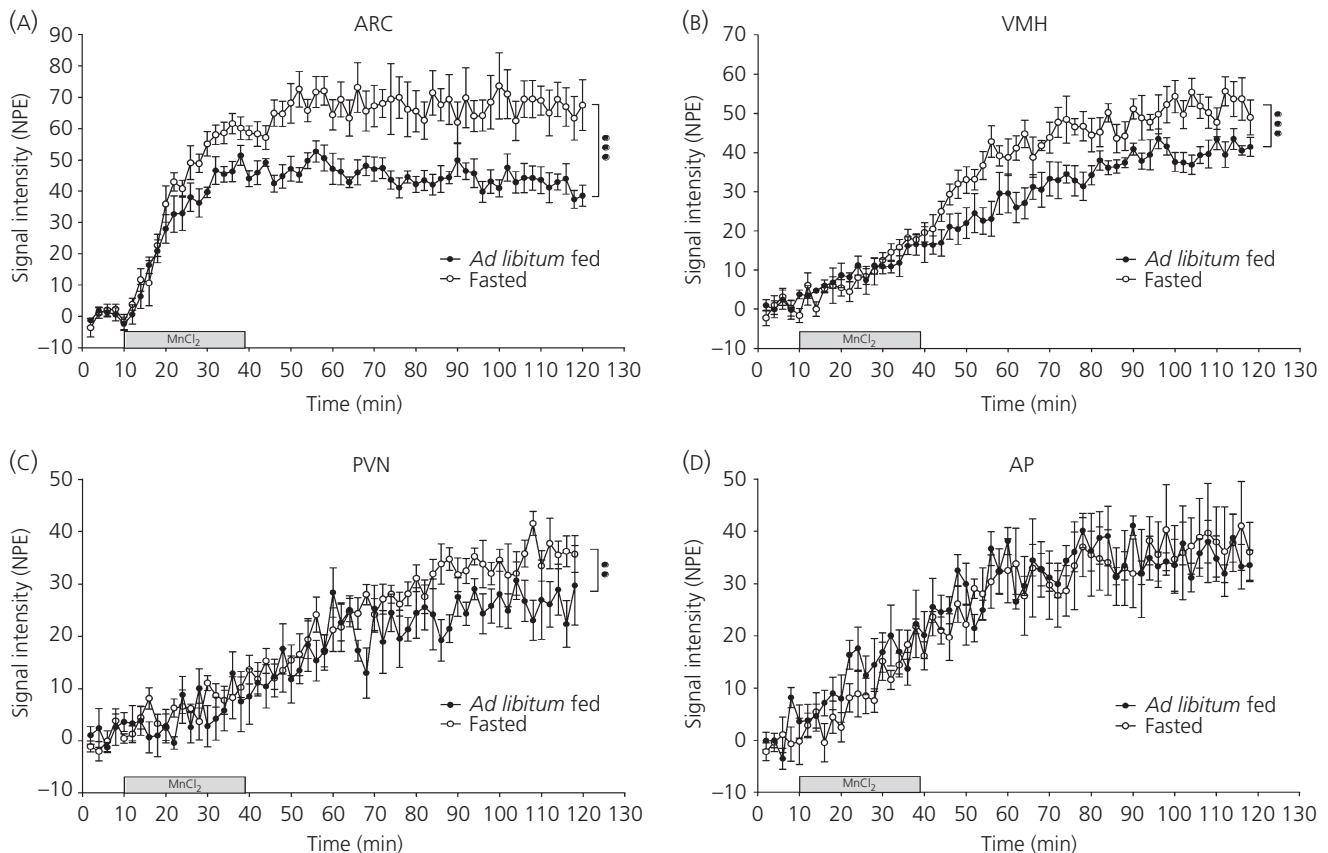 (A) ARC
90
80
70
60
50
40
30
20
10
0
–10
Signal intensity (NPE)
Ad libitum fed
Fasted
***
MnCl₂
0 10 20 30 40 50 60 70 80 90 100 110 120 130
Time (min)
(B) VMH
70
60
50
40
30
20
10
0
–10
Signal intensity (NPE)
Ad libitum fed
Fasted
***
MnCl₂
0 10 20 30 40 50 60 70 80 90 100 110 120 130
Time (min)
(C) PVN
50
40
30
20
10
0
–10
Signal intensity (NPE)
Ad libitum fed
Fasted
**
MnCl₂
0 10 20 30 40 50 60 70 80 90 100 110 120 130
Time (min)
(D) AP
50
40
30
20
10
0
–10
Signal intensity (NPE)
Ad libitum fed
Fasted
MnCl₂
0 10 20 30 40 50 60 70 80 90 100 110 120 130
Time (min)